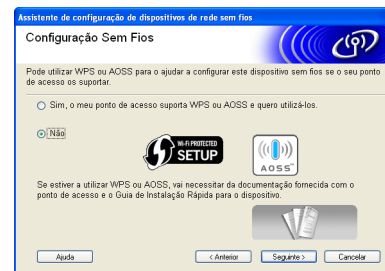 Assistente de configuração de dispositivos de rede sem fios
Configuração Sem Fios
Pode utilizar WPS ou AOSS para o ajudar a configurar este dispositivo sem fios se o seu ponto
de acesso os suportar.
Sim, o meu ponto de acesso suporta WPS ou AOSS e quero utilizá-los.
Não
WI-FI PROTECTED
SETUP
AOSS™
Se estiver a utilizar WPS ou AOSS, vai necessitar da documentação fornecida com o
ponto de acesso e o Guia de Instalação Rápida para o dispositivo.
Ajuda
< Anterior
Seguinte >
Cancelar